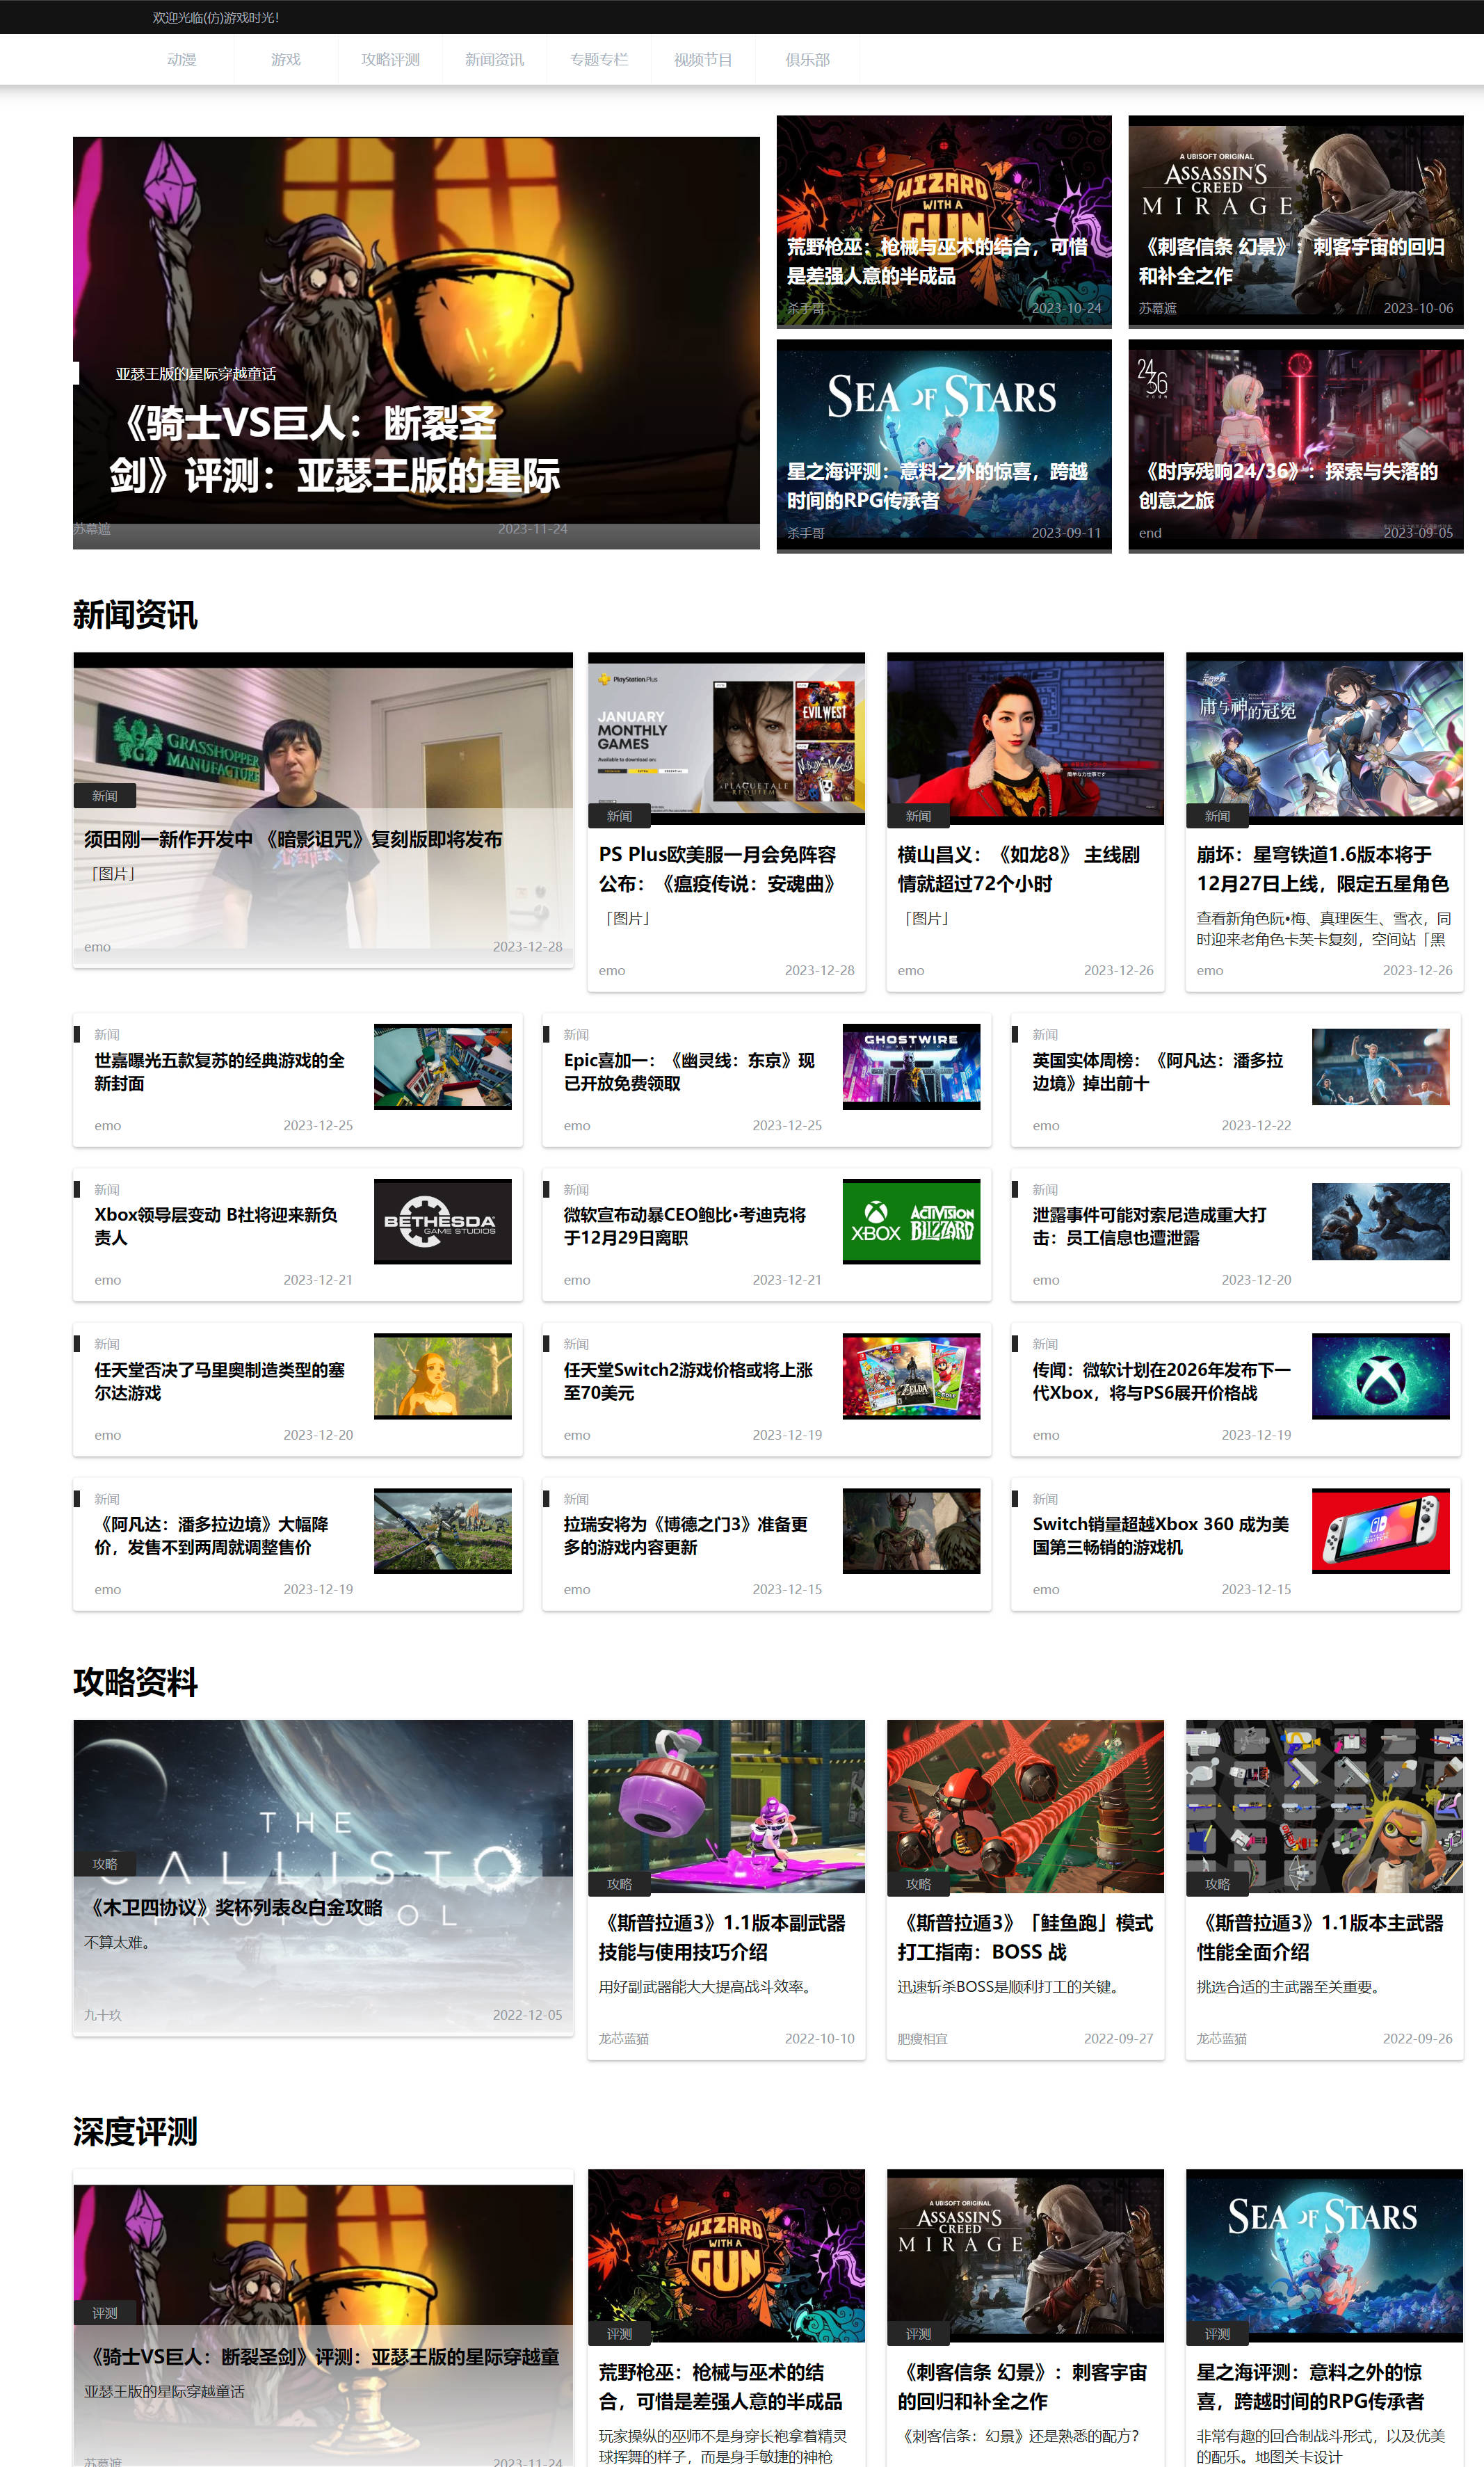 欢迎光临(仿)游戏时光!
动漫
游戏
攻略评测
新闻资讯
专题专栏
视频节目
俱乐部
亚瑟王版的星际穿越童话
《骑士VS巨人：断裂圣
剑》评测：亚瑟王版的星际
苏幕遮
2023-11-24
WIZARD
WITH A
GUN
荒野枪巫：枪械与巫术的结合，可惜
是差强人意的半成品
杀手哥
2023-10-24
A UBISOFT ORIGINAL
ASSASSIN'S
CREED
MIRAGE
《刺客信条 幻景》：刺客宇宙的回归
和补全之作
苏幕遮
2023-10-06
SEA OF STARS
星之海评测：意料之外的惊喜，跨越
时间的RPG传承者
杀手哥
2023-09-11
24
36
《时序残响24/36》：探索与失落的
创意之旅
end
2023-09-05
新闻资讯
GRASSHOPPER
MANUFACTURE
新闻
须田刚一新作开发中 《暗影诅咒》复刻版即将发布
「图片」
emo
2023-12-28
PlayStation Plus
JANUARY
MONTHLY
GAMES
Available to download on:
EVIL WEST
A PLAGUE TALE
REQUIEM
新闻
PS Plus欧美服一月会免阵容
公布：《瘟疫传说：安魂曲》
「图片」
emo
2023-12-28
新闻
横山昌义：《如龙8》 主线剧
情就超过72个小时
「图片」
emo
2023-12-26
庸与神的冠冕
新闻
崩坏：星穹铁道1.6版本将于
12月27日上线，限定五星角色
查看新角色阮•梅、真理医生、雪衣，同
时迎来老角色卡芙卡复刻，空间站「黑
emo
2023-12-26
新闻
世嘉曝光五款复苏的经典游戏的全
新封面
emo
2023-12-25
新闻
Epic喜加一：《幽灵线：东京》现
已开放免费领取
emo
2023-12-25
GHOSTWIRE
新闻
英国实体周榜：《阿凡达：潘多拉
边境》掉出前十
emo
2023-12-22
新闻
Xbox领导层变动 B社将迎来新负
责人
emo
2023-12-21
BETHESDA
GAME STUDIOS
新闻
微软宣布动暴CEO鲍比·考迪克将
于12月29日离职
emo
2023-12-21
XBOX
ACTIVISION
BLIZZARD
新闻
泄露事件可能对索尼造成重大打
击：员工信息也遭泄露
emo
2023-12-20
新闻
任天堂否决了马里奥制造类型的塞
尔达游戏
emo
2023-12-20
新闻
任天堂Switch2游戏价格或将上涨
至70美元
emo
2023-12-19
ZELDA
新闻
传闻：微软计划在2026年发布下一
代Xbox，将与PS6展开价格战
emo
2023-12-19
新闻
《阿凡达：潘多拉边境》大幅降
价，发售不到两周就调整售价
emo
2023-12-19
新闻
拉瑞安将为《博德之门3》准备更
多的游戏内容更新
emo
2023-12-15
新闻
Switch销量超越Xbox 360 成为美
国第三畅销的游戏机
emo
2023-12-15
攻略资料
THE
CALLISTO
PROTOCOL
攻略
《木卫四协议》奖杯列表&白金攻略
不算太难。
九十玖
2022-12-05
攻略
《斯普拉遁3》1.1版本副武器
技能与使用技巧介绍
用好副武器能大大提高战斗效率。
龙芯蓝猫
2022-10-10
攻略
《斯普拉遁3》「鲑鱼跑」模式
打工指南：BOSS 战
迅速斩杀BOSS是顺利打工的关键。
肥瘦相宜
2022-09-27
攻略
《斯普拉遁3》1.1版本主武器
性能全面介绍
挑选合适的主武器至关重要。
龙芯蓝猫
2022-09-26
深度评测
评测
《骑士VS巨人：断裂圣剑》评测：亚瑟王版的星际穿越童
亚瑟王版的星际穿越童话
苏幕遮
2023-11-24
WIZARD
WITH A
GUN
评测
荒野枪巫：枪械与巫术的结
合，可惜是差强人意的半成品
玩家操纵的巫师不是身穿长袍拿着精灵
球挥舞的样子，而是身手敏捷的神枪
A UBISOFT ORIGINAL
ASSASSIN'S
CREED
MIRAGE
评测
《刺客信条 幻景》：刺客宇宙
的回归和补全之作
《刺客信条：幻景》还是熟悉的配方？
SEA OF STARS
评测
星之海评测：意料之外的惊
喜，跨越时间的RPG传承者
非常有趣的回合制战斗形式，以及优美
的配乐。地图关卡设计